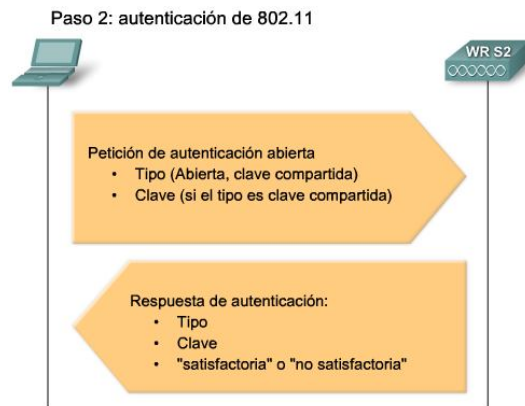 Paso 2: autenticación de 802.11
WR S2
Petición de autenticación abierta
• Tipo (Abierta, clave compartida)
• Clave (si el tipo es clave compartida)
Respuesta de autenticación:
• Tipo
• Clave
• "satisfactoria" o "no satisfactoria"